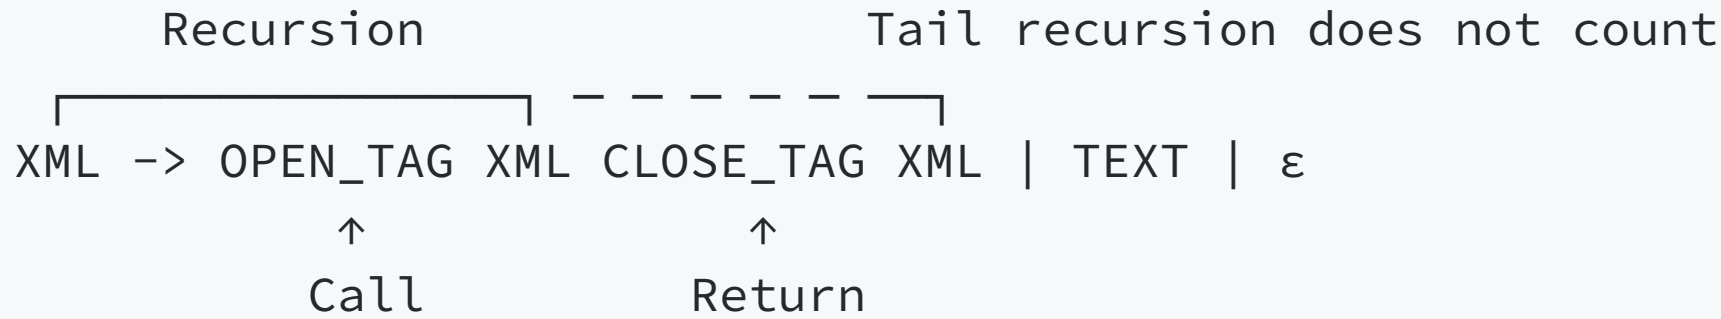 Recursion Tail recursion does not count
XML -> OPEN_TAG XML CLOSE_TAG XML | TEXT | ε
↑ ↑
Call Return